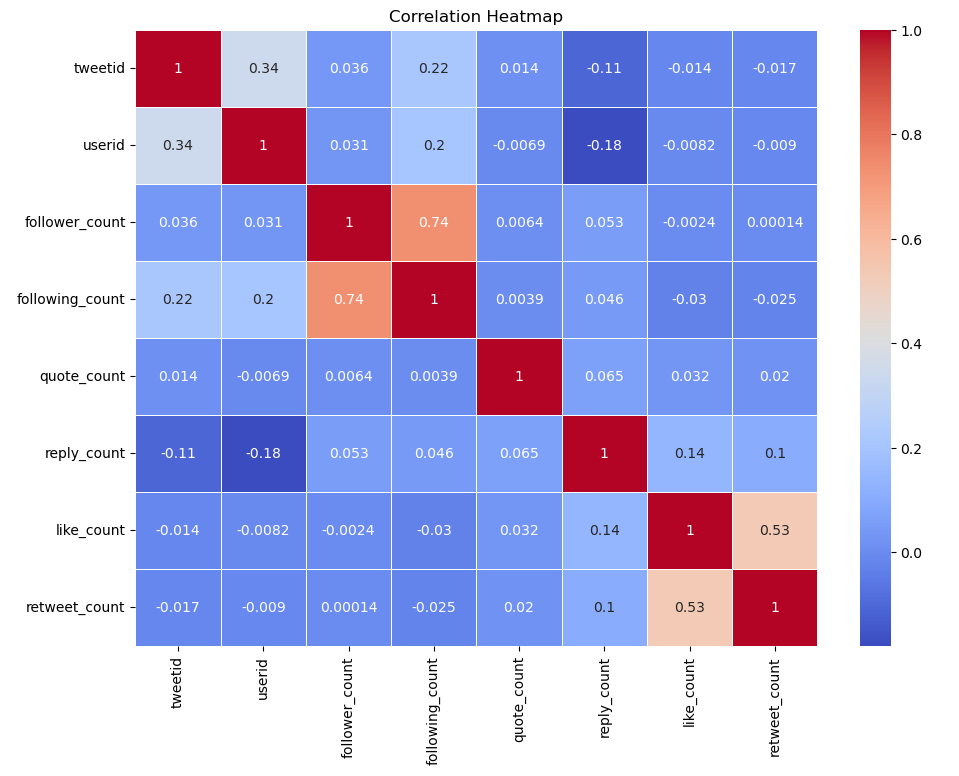 Correlation Heatmap
tweetid 1 0.34 0.036 0.22 0.014 -0.11 -0.014 -0.017
userid 0.34 1 0.031 0.2 -0.0069 -0.18 -0.0082 -0.009
follower_count 0.036 0.031 1 0.74 0.0064 0.053 -0.0024 0.00014
following_count 0.22 0.2 0.74 1 0.0039 0.046 -0.03 -0.025
quote_count 0.014 -0.0069 0.0064 0.0039 1 0.065 0.032 0.02
reply_count -0.11 -0.18 0.053 0.046 0.065 1 0.14 0.1
like_count -0.014 -0.0082 -0.0024 -0.03 0.032 0.14 1 0.53
retweet_count -0.017 -0.009 0.00014 -0.025 0.02 0.1 0.53 1
tweetid userid follower_count following_count quote_count reply_count like_count retweet_count
1.0
0.8
0.6
0.4
0.2
0.0